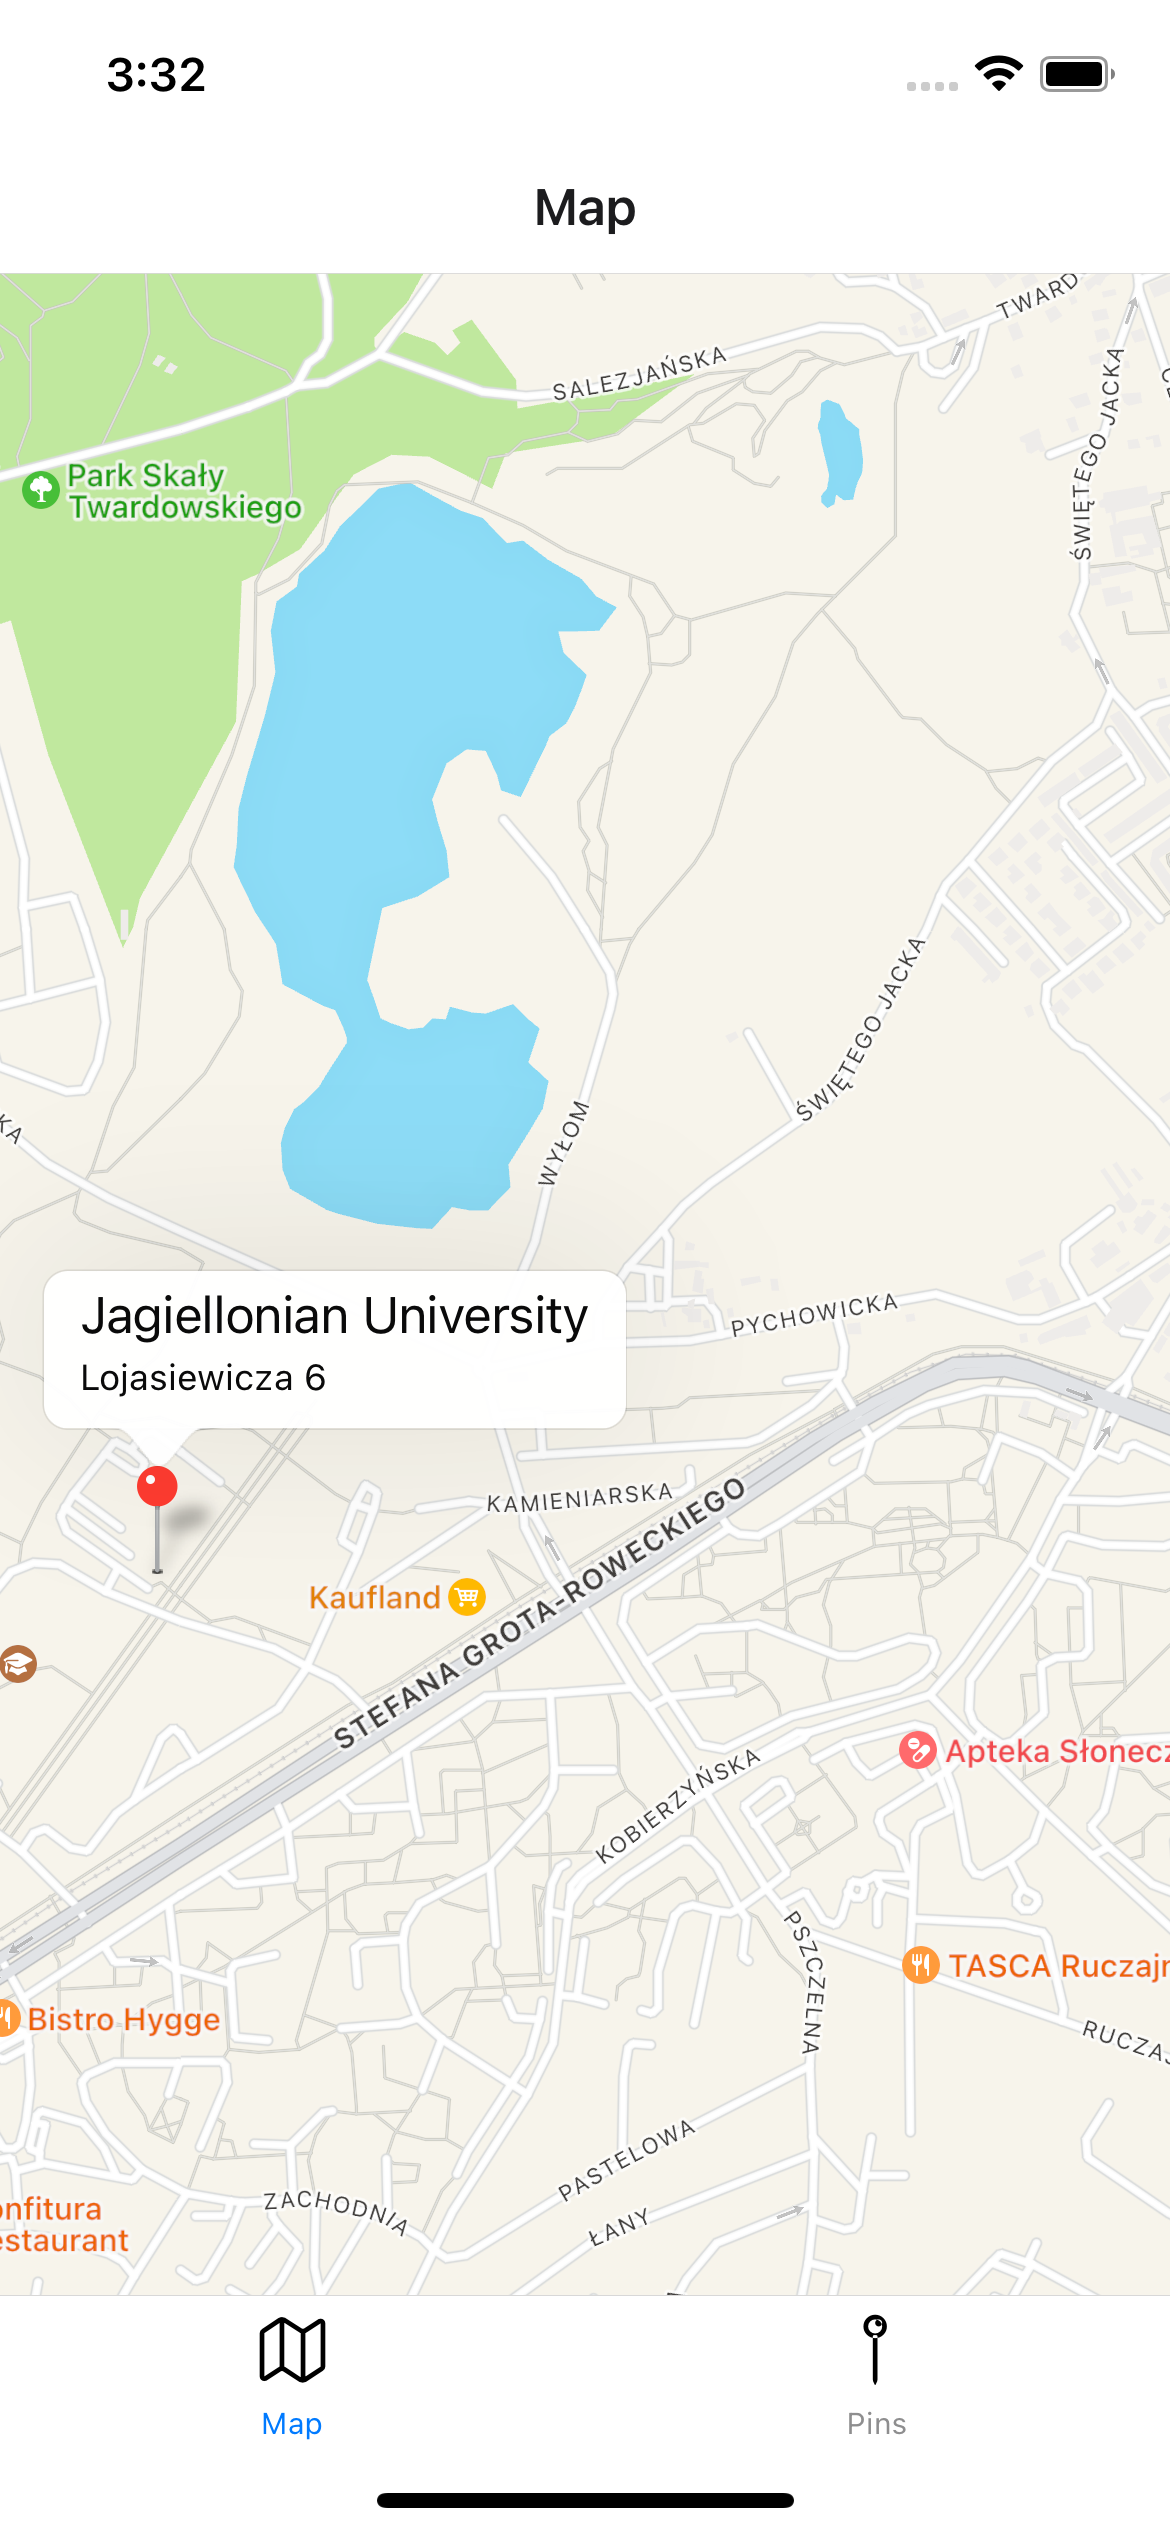 3:32
Map
TWARD
SALEZJAŃSKA
ŚWIĘTEGO JACKA
Park Skały
Twardowskiego
ŚWIĘTEGO JACKA
WYŁOM
KA
PYCHOWICKA
Jagiellonian University
Lojasiewicza 6
KAMIENIARSKA
STEFANA GROTA-ROWECKIEGO
Kaufland
KOBIERZYŃSKA
Apteka Słonecz
PSZCZELNA
TASCA Ruczaj
Bistro Hygge
RUCZAJ
PASTELOWA
ZACHODNIA
ŁANY
nfitura
estaurant
Map
Pins